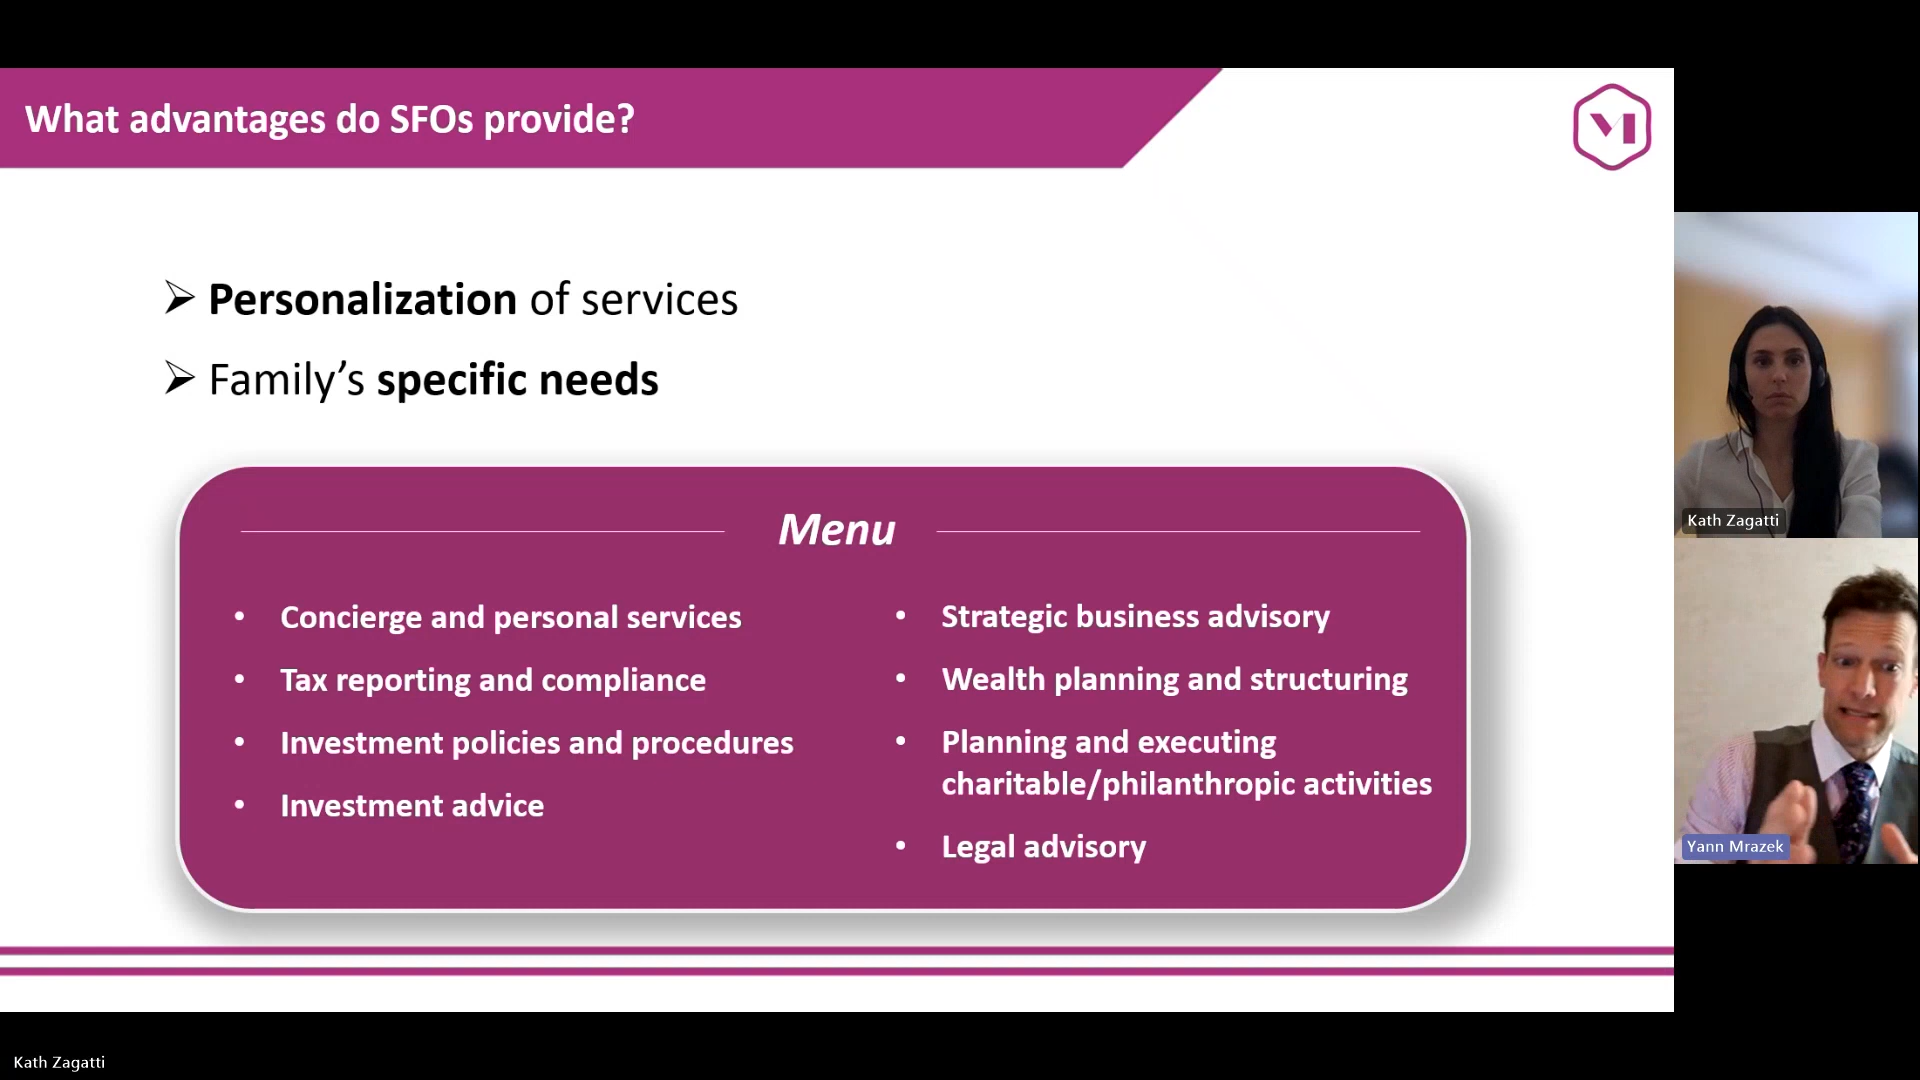 What advantages do SFOs provide?
Personalization of services
Family's specific needs
Menu
Concierge and personal services
Tax reporting and compliance
Investment policies and procedures
Investment advice
Strategic business advisory
Wealth planning and structuring
Planning and executing
charitable/philanthropic activities
Legal advisory
Kath Zagatti
Yann Mrazek
Kath Zagatti